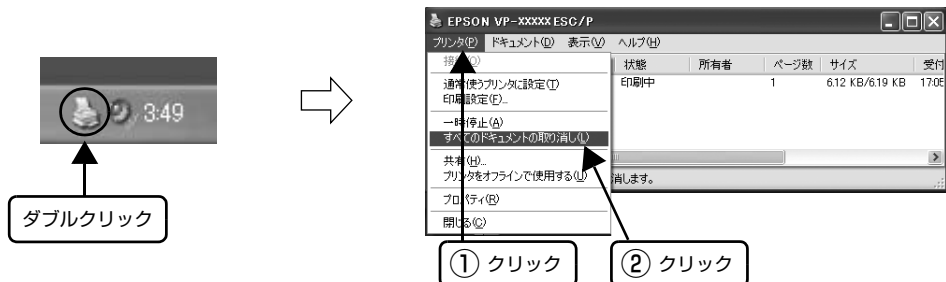 3:49
ダブルクリック
EPSON VP-XXXXX ESC/P
プリンタ(P) ドキュメント(D) 表示(V) ヘルプ(H)
状態 所有者 ページ数 サイズ 受付
印刷中 1 6.12 KB/6.19 KB 17:05
通常使うプリンタに設定(T)
印刷設定(F)...
一時停止(A)
すべてのドキュメントの取り消し(L)
共有(H)...
プリンタをオフラインで使用する(U)
消します。
プロパティ(R)
閉じる(C)
① クリック
② クリック